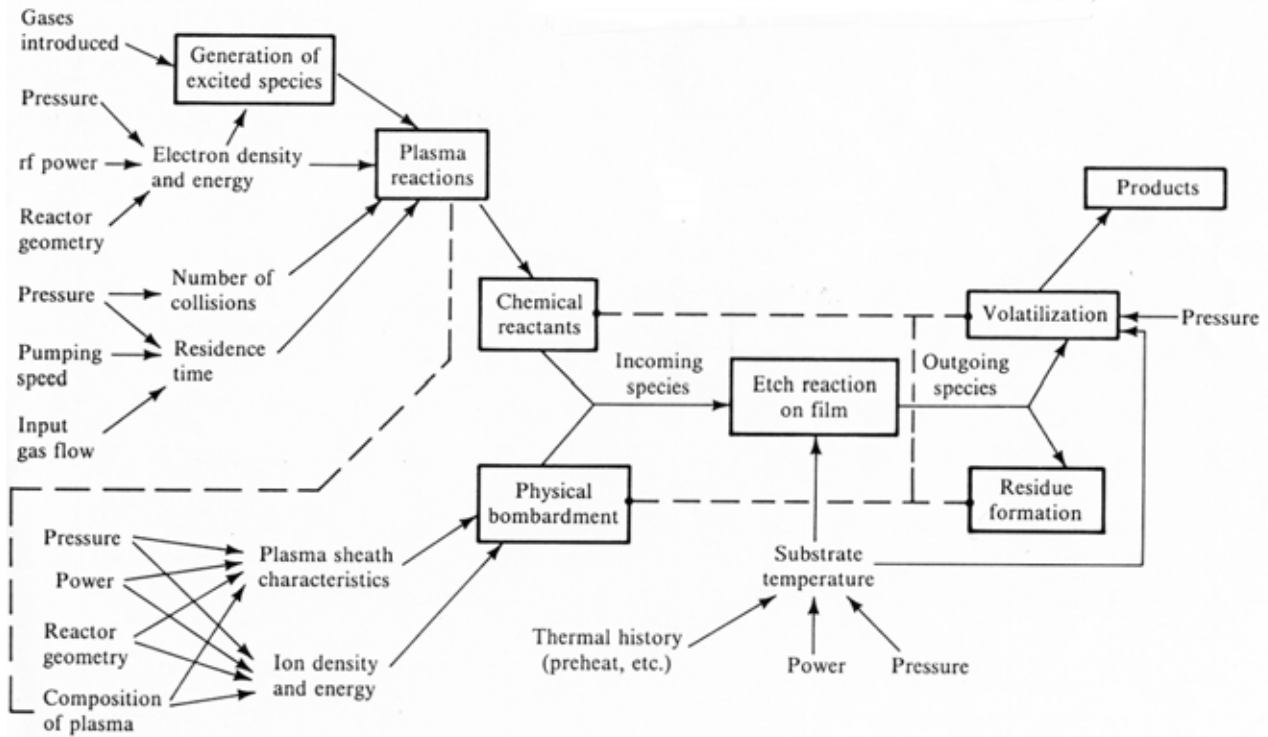 Gases
introduced
Generation of
excited species
Pressure
rf power
Electron density
and energy
Plasma
reactions
Reactor
geometry
Products
Pressure
Number of
collisions
Chemical
reactants
Volatilization
Pressure
Pumping
speed
Residence
time
Incoming
species
Etch reaction
on film
Outgoing
species
Input
gas flow
Physical
bombardment
Residue
formation
Pressure
Plasma sheath
characteristics
Power
Substrate
temperature
Reactor
geometry
Ion density
and energy
Thermal history
(preheat, etc.)
Power
Pressure
Composition
of plasma